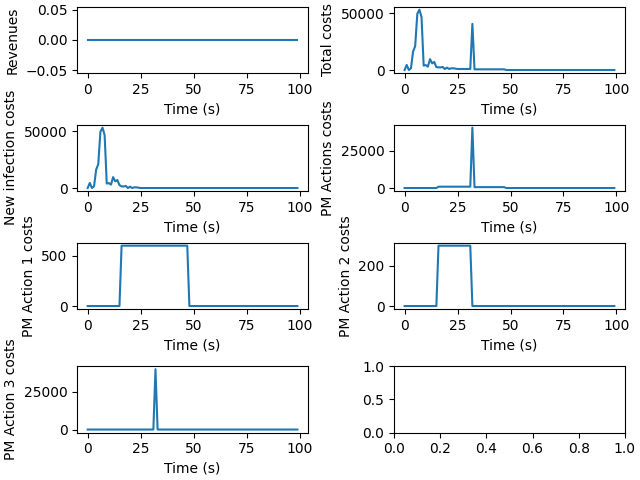 Revenues
0.05
0.00
−0.05
0 25 50 75 100
Time (s)
Total costs
50000
0
0 25 50 75 100
Time (s)
New infection costs
50000
0
0 25 50 75 100
Time (s)
PM Actions costs
25000
0
0 25 50 75 100
Time (s)
PM Action 1 costs
500
0
0 25 50 75 100
Time (s)
PM Action 2 costs
200
0
0 25 50 75 100
Time (s)
PM Action 3 costs
25000
0
0 25 50 75 100
Time (s)
1.0
0.5
0.0
0.0 0.2 0.4 0.6 0.8 1.0